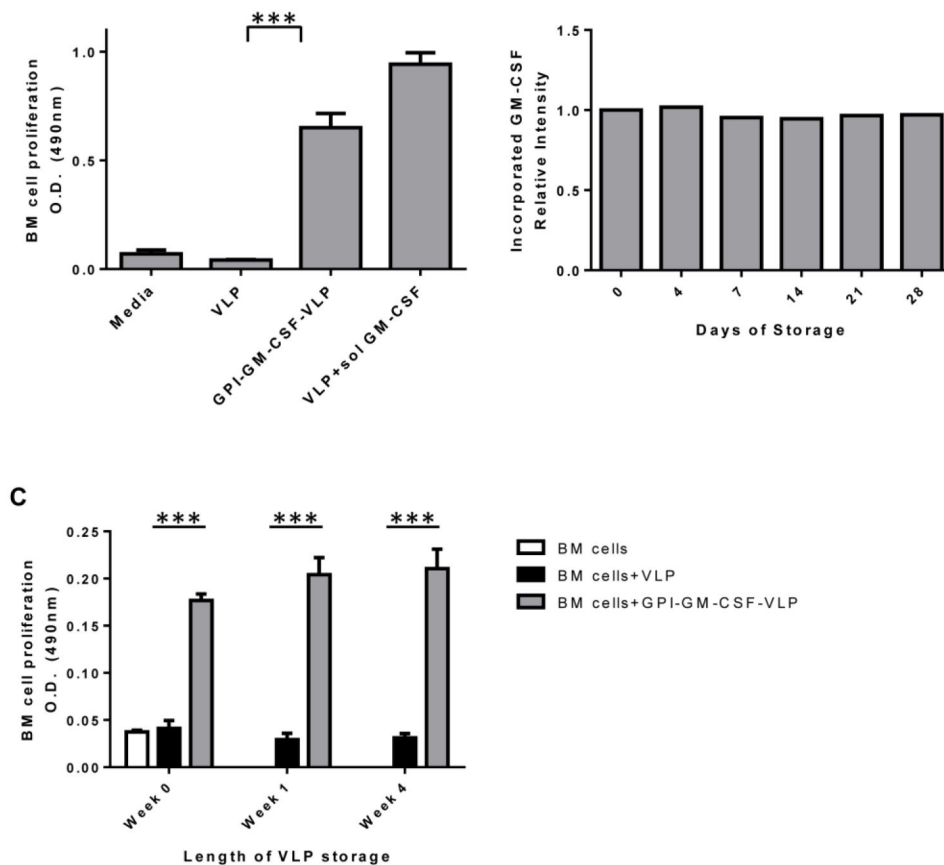 ***
1.0
0.5
0.0
BM cell proliferation
O.D. (490nm)
Media
VLP
GPI-GM-CSF-VLP
VLP+sol GM-CSF
1.5
1.0
0.5
0.0
Incorporated GM-CSF
Relative Intensity
0
4
7
14
21
28
Days of Storage
C
***
***
***
0.25
0.20
0.15
0.10
0.05
0.00
BM cell proliferation
O.D. (490nm)
Week 0
Week 1
Week 4
Length of VLP storage
BM cells
BM cells+VLP
BM cells+GPI-GM-CSF-VLP